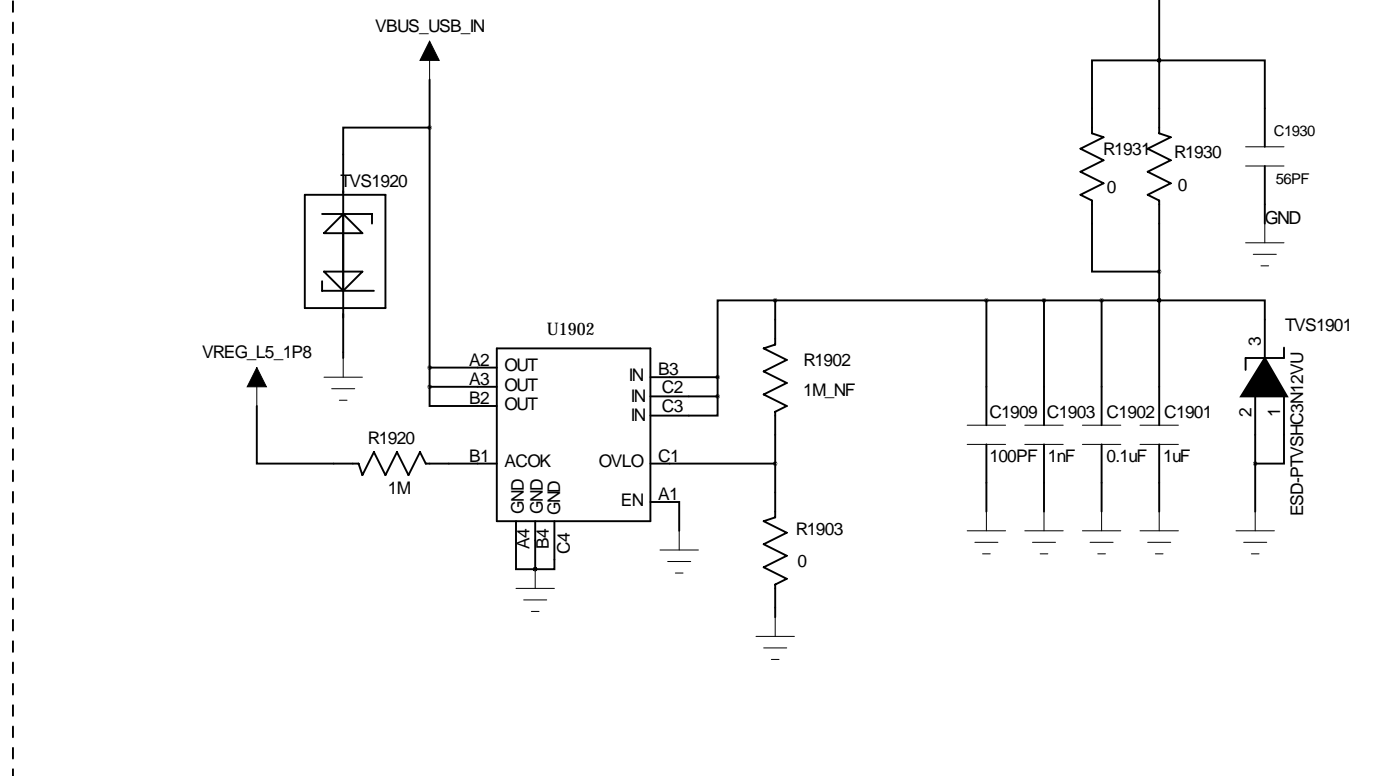 VBUS_USB_IN
TVS1920
VREG_L5_1P8
R1920
1M
U1902
A2
A3
B2
B1
OUT
OUT
OUT
ACOK
GND
GND
GND
A4
B4
C4
IN
IN
IN
OVLO
EN
B3
C2
C3
C1
A1
R1902
1M_NF
R1903
0
R1931
0
R1930
0
C1930
56PF
GND
C1909
100PF
C1903
1nF
C1902
0.1uF
C1901
1uF
TVS1901
3
2
1
ESD-PTVSHC3N12VU